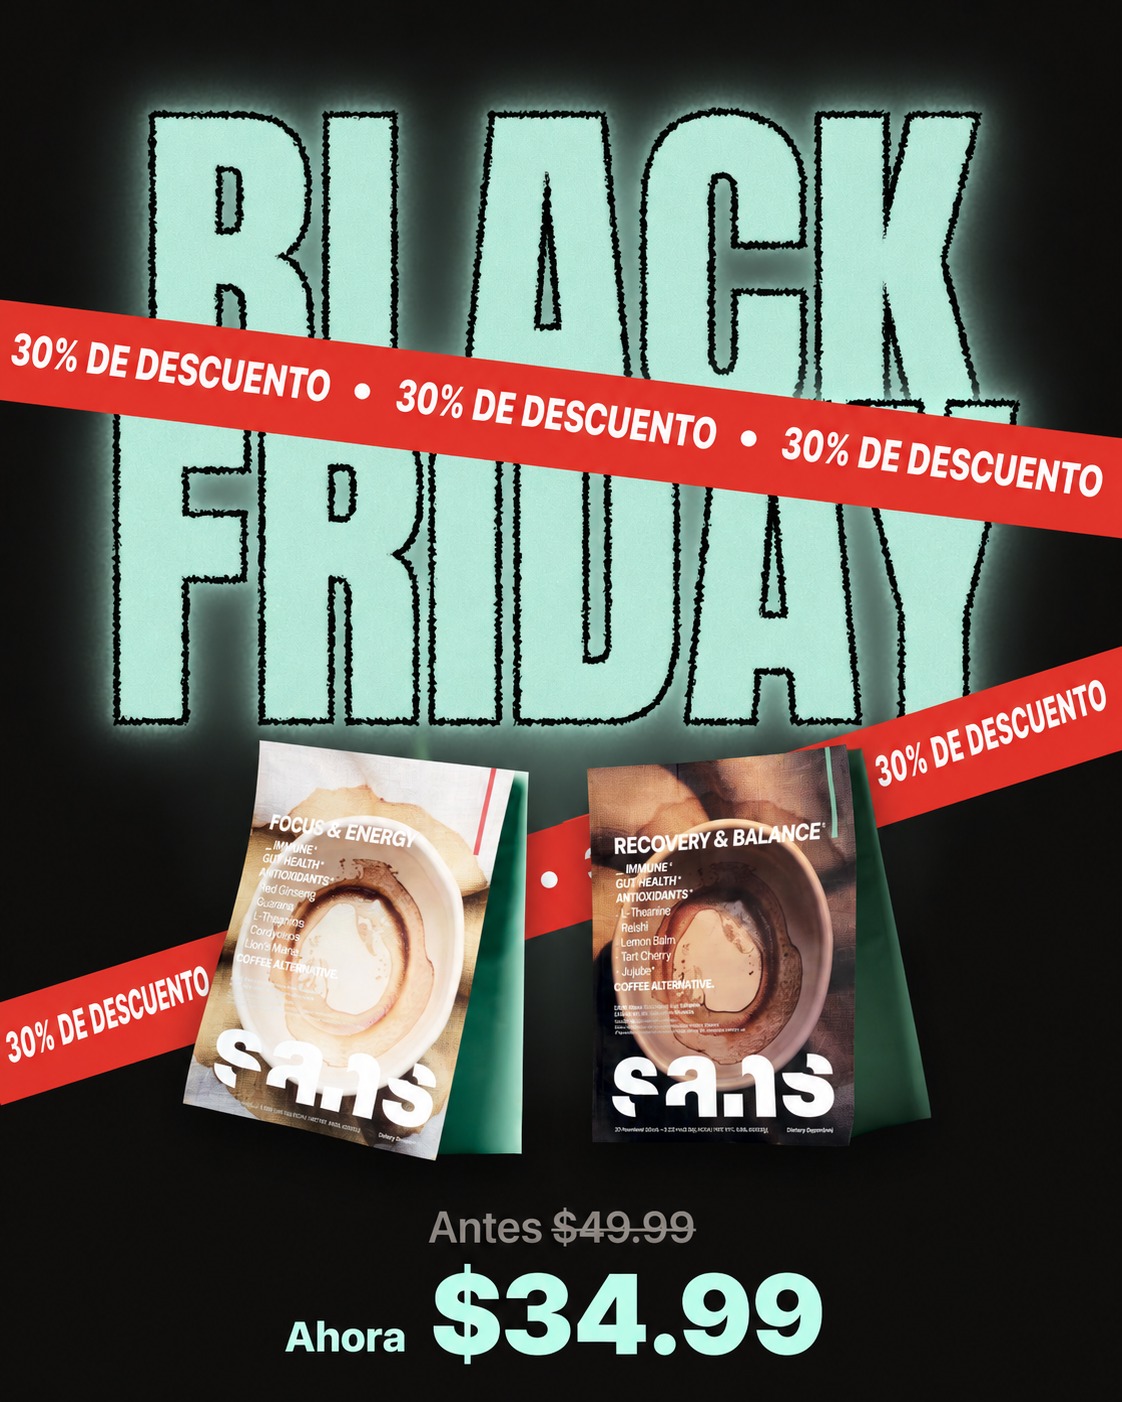 BLACK
30% DE DESCUENTO • 30% DE DESCUENTO • 30% DE DESCUENTO
FRIDAY
30% DE DESCUENTO
•
30% DE DESCUENTO
FOCUS & ENERGY
IMMUNE*
GUT HEALTH*
ANTIOXIDANTS*
Red Ginseng
Guarana
L-Theanine
Cordyceps
Lion's Mane
COFFEE ALTERNATIVE.
sans
RECOVERY & BALANCE*
_ IMMUNE*
GUT HEALTH*
ANTIOXIDANTS*
- L-Theanine
Reishi
- Lemon Balm
- Tart Cherry
- Jujube*
COFFEE ALTERNATIVE.
sans
Antes $49.99
Ahora $34.99